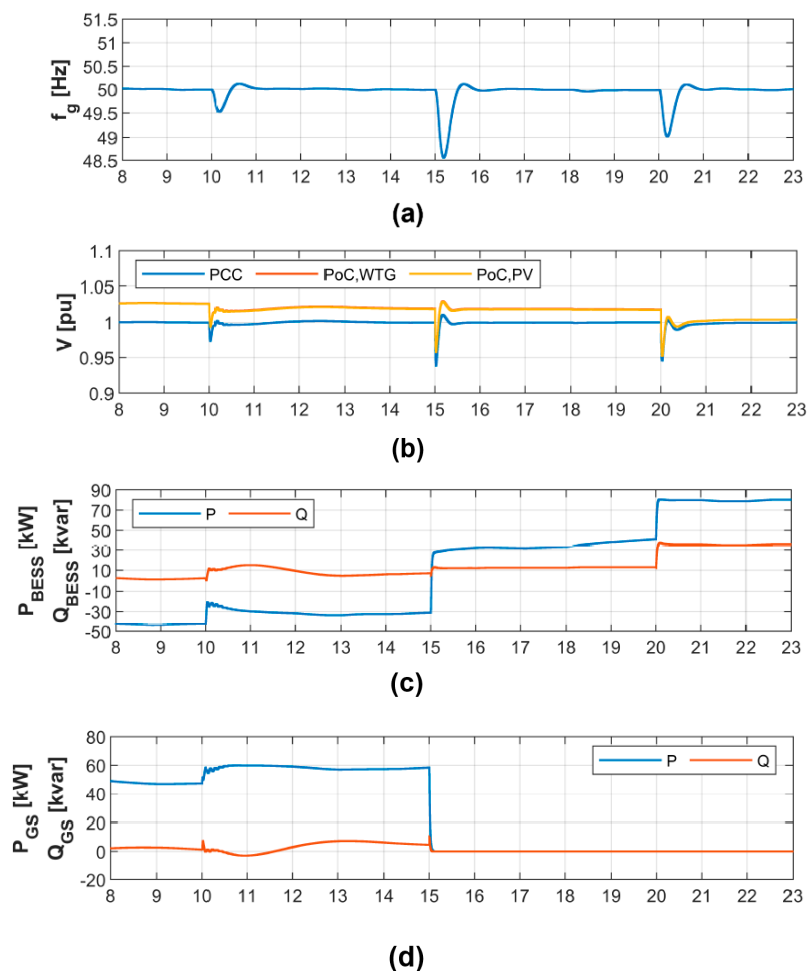 51.5
51
50.5
50
49.5
49
48.5
f_g [Hz]
8 9 10 11 12 13 14 15 16 17 18 19 20 21 22 23
(a)
1.1
1.05
1
0.95
0.9
V [pu]
PCC PoC,WTG PoC,PV
8 9 10 11 12 13 14 15 16 17 18 19 20 21 22 23
(b)
90
70
50
30
10
-10
-30
-50
P_BESS [kW]
Q_BESS [kvar]
P Q
8 9 10 11 12 13 14 15 16 17 18 19 20 21 22 23
(c)
80
60
40
20
0
-20
P_GS [kW]
Q_GS [kvar]
P Q
8 9 10 11 12 13 14 15 16 17 18 19 20 21 22 23
(d)